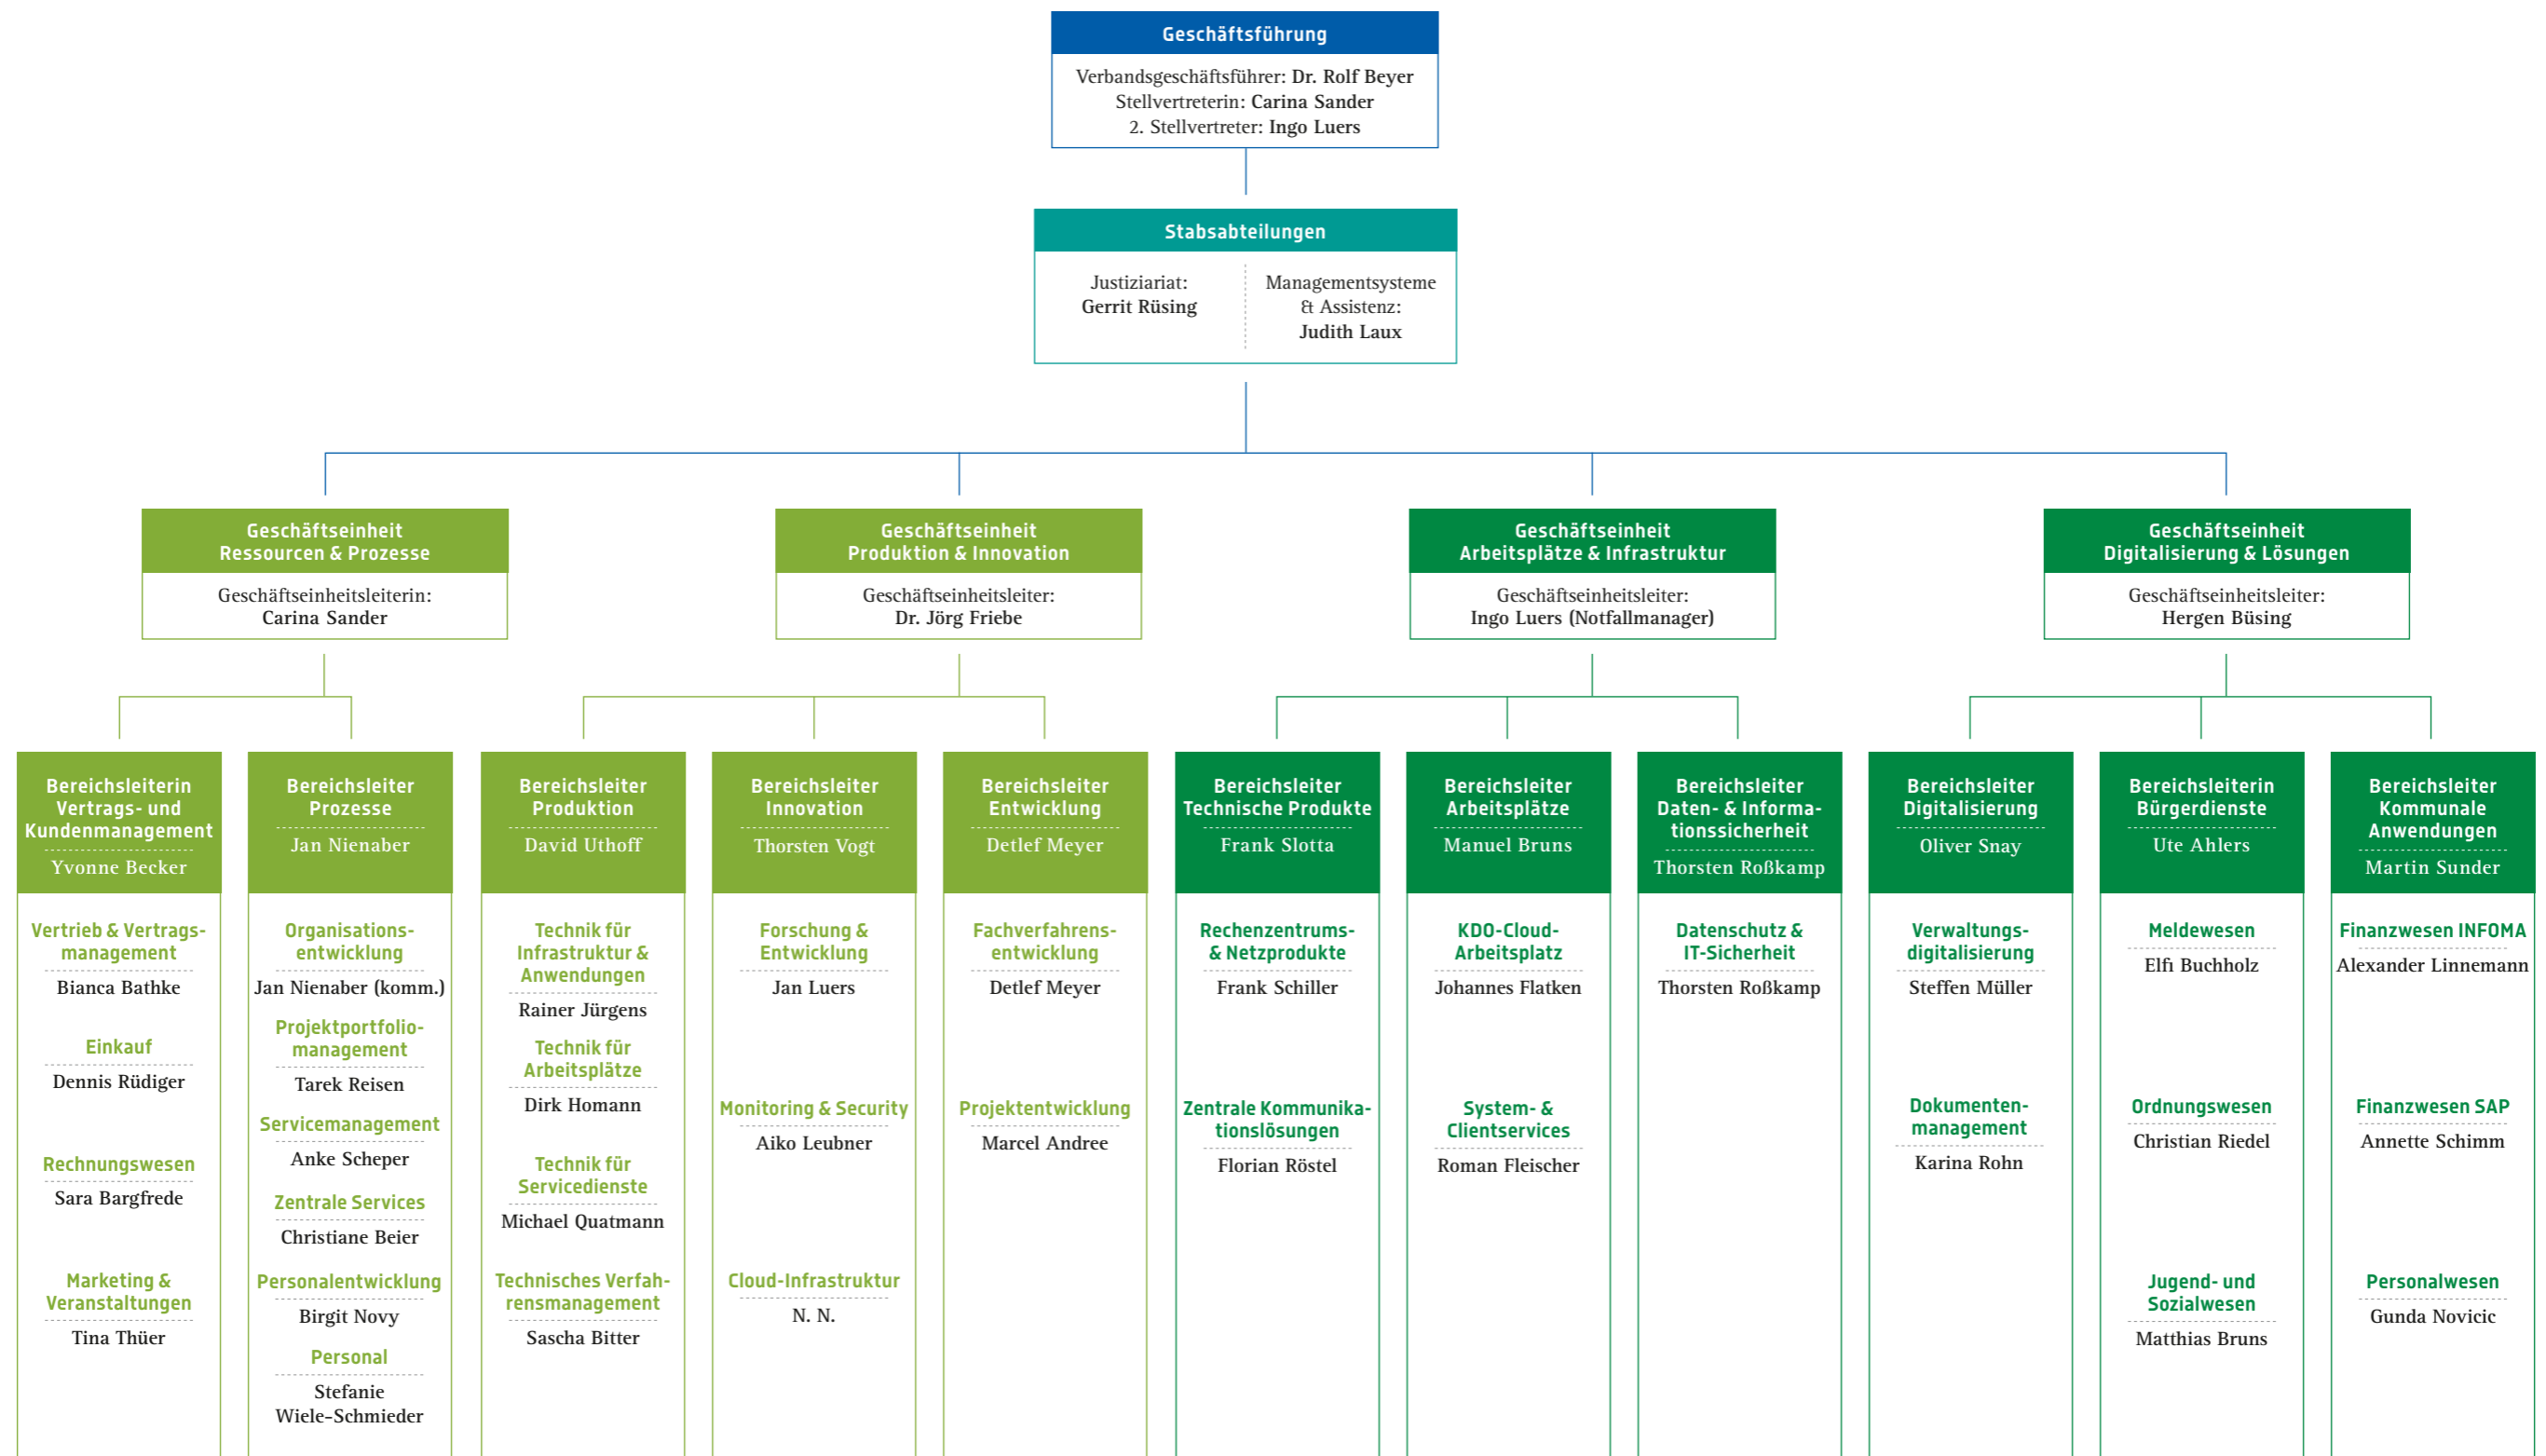 Geschäftsführung
Verbandsgeschäftsführer: Dr. Rolf Beyer
Stellvertreterin: Carina Sander
2. Stellvertreter: Ingo Luers
Stabsabteilungen
Justiziariat:
Gerrit Rüsing
Managementsysteme
& Assistenz:
Judith Laux
Geschäftseinheit
Ressourcen & Prozesse
Geschäftseinheitsleiterin:
Carina Sander
Geschäftseinheit
Produktion & Innovation
Geschäftseinheitsleiter:
Dr. Jörg Friebe
Geschäftseinheit
Arbeitsplätze & Infrastruktur
Geschäftseinheitsleiter:
Ingo Luers (Notfallmanager)
Geschäftseinheit
Digitalisierung & Lösungen
Geschäftseinheitsleiter:
Hergen Büsing
Bereichsleiterin
Vertrags- und
Kundenmanagement
Yvonne Becker
Vertrieb & Vertrags-
management
Bianca Bathke
Einkauf
Dennis Rüdiger
Rechnungswesen
Sara Bargfrede
Marketing &
Veranstaltungen
Tina Thüer
Bereichsleiter
Prozesse
Jan Nienaber
Organisations-
entwicklung
Jan Nienaber (komm.)
Projektportfolio-
management
Tarek Reisen
Servicemanagement
Anke Scheper
Zentrale Services
Christiane Beier
Personalentwicklung
Birgit Novy
Personal
Stefanie
Wiele-Schmieder
Bereichsleiter
Produktion
David Uthoff
Technik für
Infrastruktur &
Anwendungen
Rainer Jürgens
Technik für
Arbeitsplätze
Dirk Homann
Technik für
Servicedienste
Michael Quatmann
Technisches Verfah-
rensmanagement
Sascha Bitter
Bereichsleiter
Innovation
Thorsten Vogt
Forschung &
Entwicklung
Jan Luers
Monitoring & Security
Aiko Leubner
Cloud-Infrastruktur
N. N.
Bereichsleiter
Entwicklung
Detlef Meyer
Fachverfahrens-
entwicklung
Detlef Meyer
Projektentwicklung
Marcel Andree
Bereichsleiter
Technische Produkte
Frank Slotta
Rechenzentrums-
& Netzprodukte
Frank Schiller
Zentrale Kommunika-
tionslösungen
Florian Röstel
Bereichsleiter
Arbeitsplätze
Manuel Bruns
KDO-Cloud-
Arbeitsplatz
Johannes Flatken
System- &
Clientservices
Roman Fleischer
Bereichsleiter
Daten- & Informa-
tionssicherheit
Thorsten Roßkamp
Datenschutz &
IT-Sicherheit
Thorsten Roßkamp
Bereichsleiter
Digitalisierung
Oliver Snay
Verwaltungs-
digitalisierung
Steffen Müller
Dokumenten-
management
Karina Rohn
Bereichsleiterin
Bürgerdienste
Ute Ahlers
Meldewesen
Elfi Buchholz
Ordnungswesen
Christian Riedel
Jugend- und
Sozialwesen
Matthias Bruns
Bereichsleiter
Kommunale
Anwendungen
Martin Sunder
Finanzwesen INFOMA
Alexander Linnemann
Finanzwesen SAP
Annette Schimm
Personalwesen
Gunda Novicic